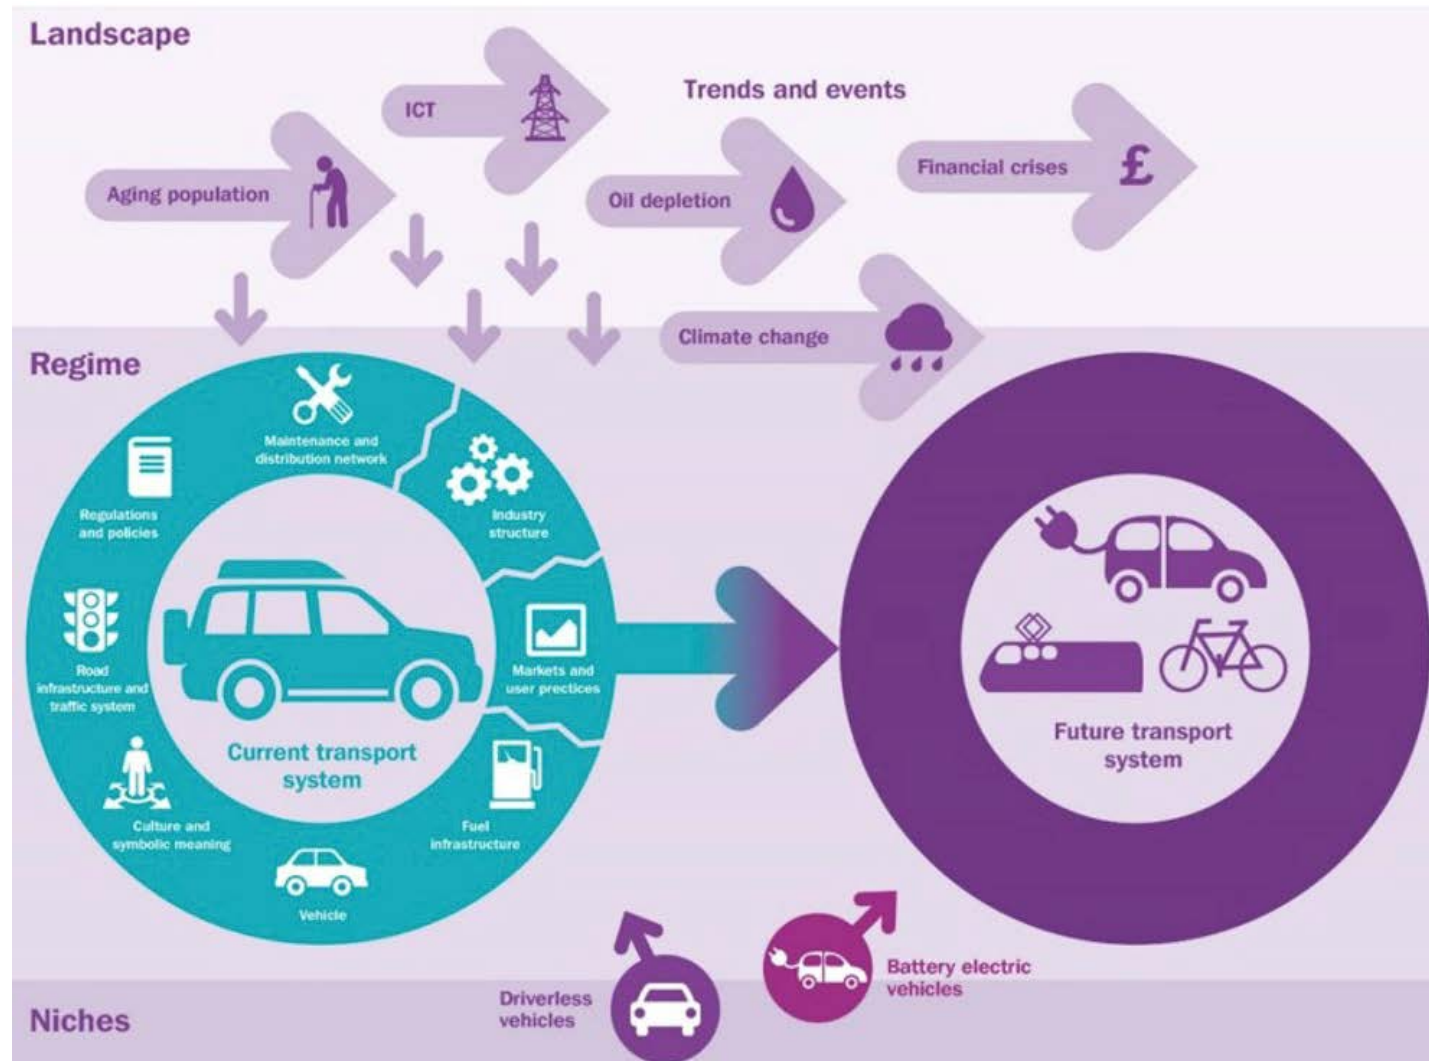 Landscape
ICT
Trends and events
Aging population
Oil depletion
Financial crises
£
Climate change
Regime
Maintenance and
distribution network
Regulations
and policies
Industry
structure
Road
infrastructure and
traffic system
Markets and
user prectices
Current transport
system
Culture and
symbolic meaning
Fuel
infrastructure
Vehicle
Future transport
system
Driverless
vehicles
Battery electric
vehicles
Niches